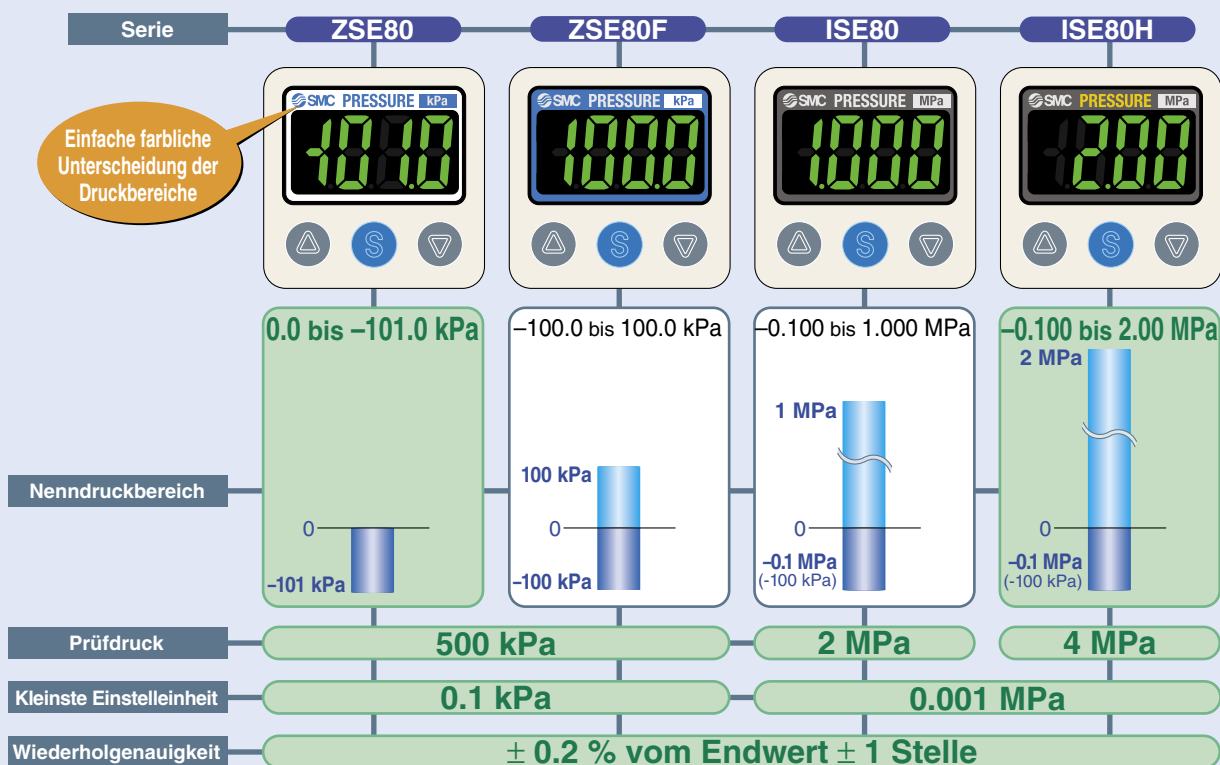 Serie
ZSE80
ZSE80F
ISE80
ISE80H
Einfache farbliche
Unterscheidung der
Druckbereiche
SMC PRESSURE kPa
-101.0
SMC PRESSURE kPa
100.0
SMC PRESSURE MPa
1.000
SMC PRESSURE MPa
2.00
S
S
S
S
0.0 bis –101.0 kPa
–100.0 bis 100.0 kPa
–0.100 bis 1.000 MPa
–0.100 bis 2.00 MPa
Nenndruckbereich
0
–101 kPa
100 kPa
0
–100 kPa
1 MPa
0
–0.1 MPa
(-100 kPa)
2 MPa
0
–0.1 MPa
(-100 kPa)
Prüfdruck
500 kPa
2 MPa
4 MPa
Kleinste Einstelleinheit
0.1 kPa
0.001 MPa
Wiederholgenauigkeit
± 0.2 % vom Endwert ± 1 Stelle